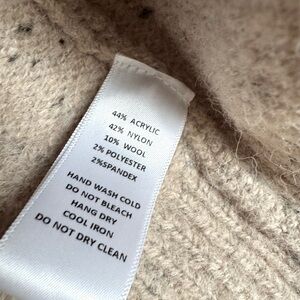 44% ACRYLIC
42% NYLON
10% WOOL
2% POLYESTER
2%SPANDEX
HAND WASH COLD
DO NOT BLEACH
HANG DRY
COOL IRON
DO NOT DRY CLEAN